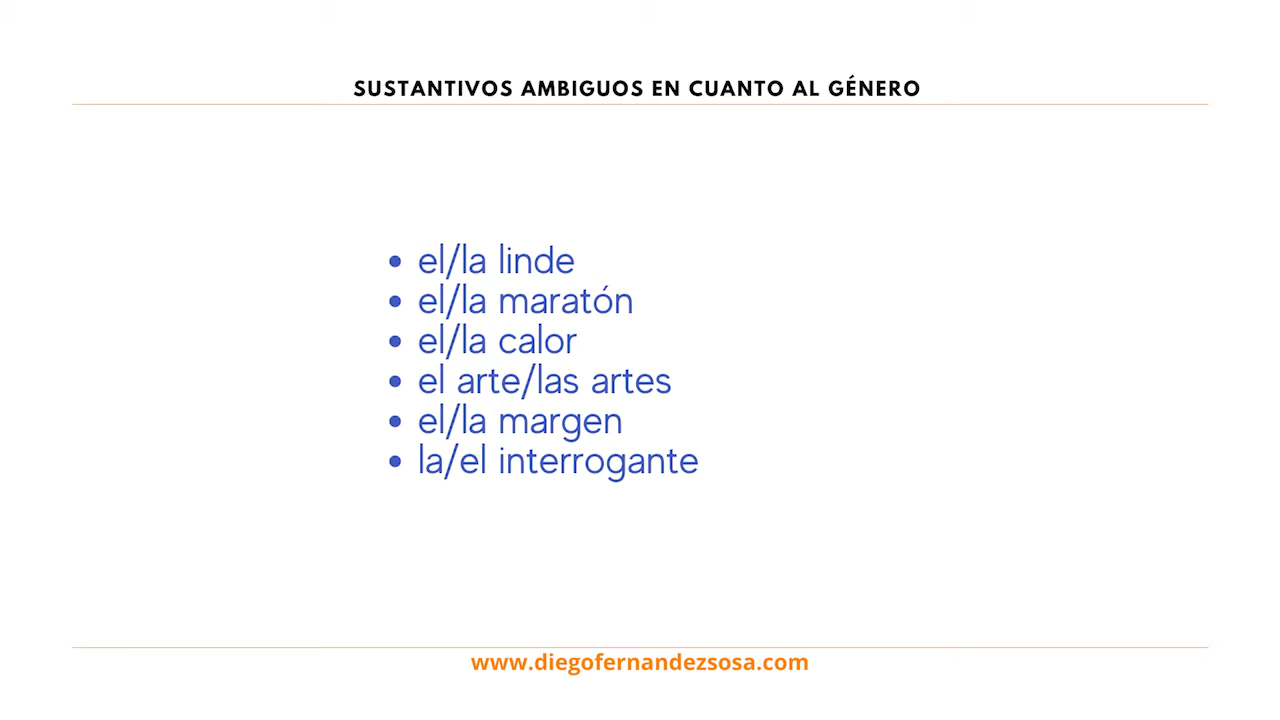 SUSTANTIVOS AMBIGUOS EN CUANTO AL GÉNERO
• el/la linde
• el/la maratón
• el/la calor
• el arte/las artes
• el/la margen
• la/el interrogante
www.diegofernandezsosa.com